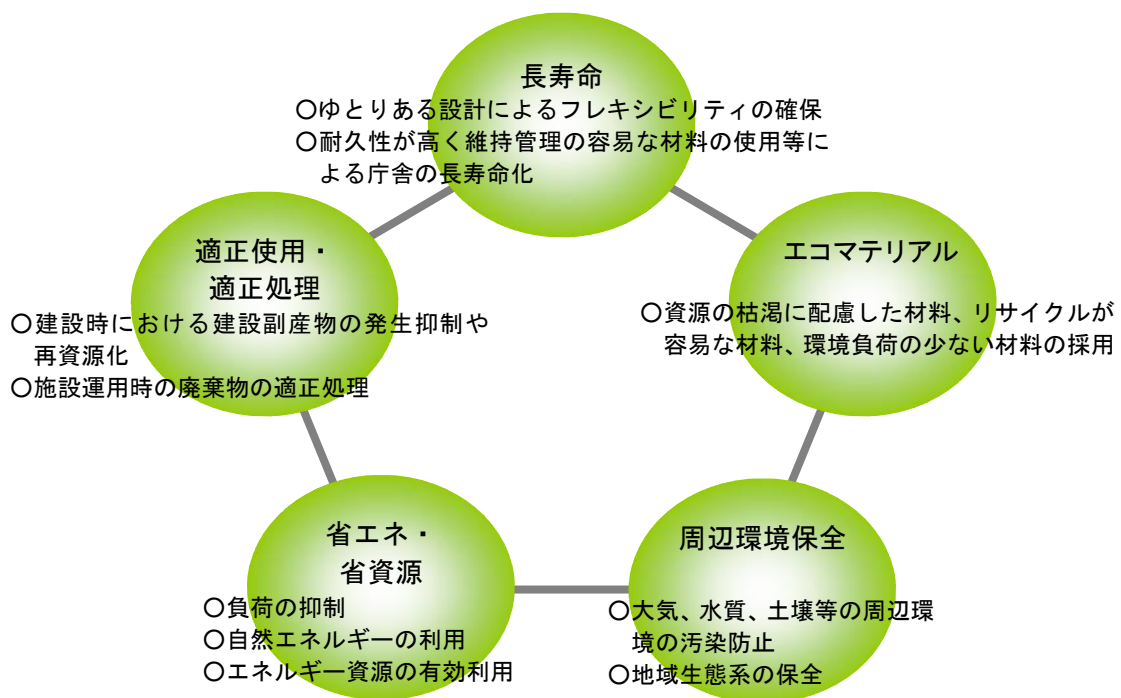 長寿命
○ゆとりある設計によるフレキシビリティの確保
○耐久性が高く維持管理の容易な材料の使用等に
よる庁舎の長寿命化
エコマテリアル
○資源の枯渇に配慮した材料、リサイクルが
容易な材料、環境負荷の少ない材料の採用
周辺環境保全
○大気、水質、土壌等の周辺環
境の汚染防止
○地域生態系の保全
省エネ・
省資源
○負荷の抑制
○自然エネルギーの利用
○エネルギー資源の有効利用
適正使用・
適正処理
○建設時における建設副産物の発生抑制や
再資源化
○施設運用時の廃棄物の適正処理